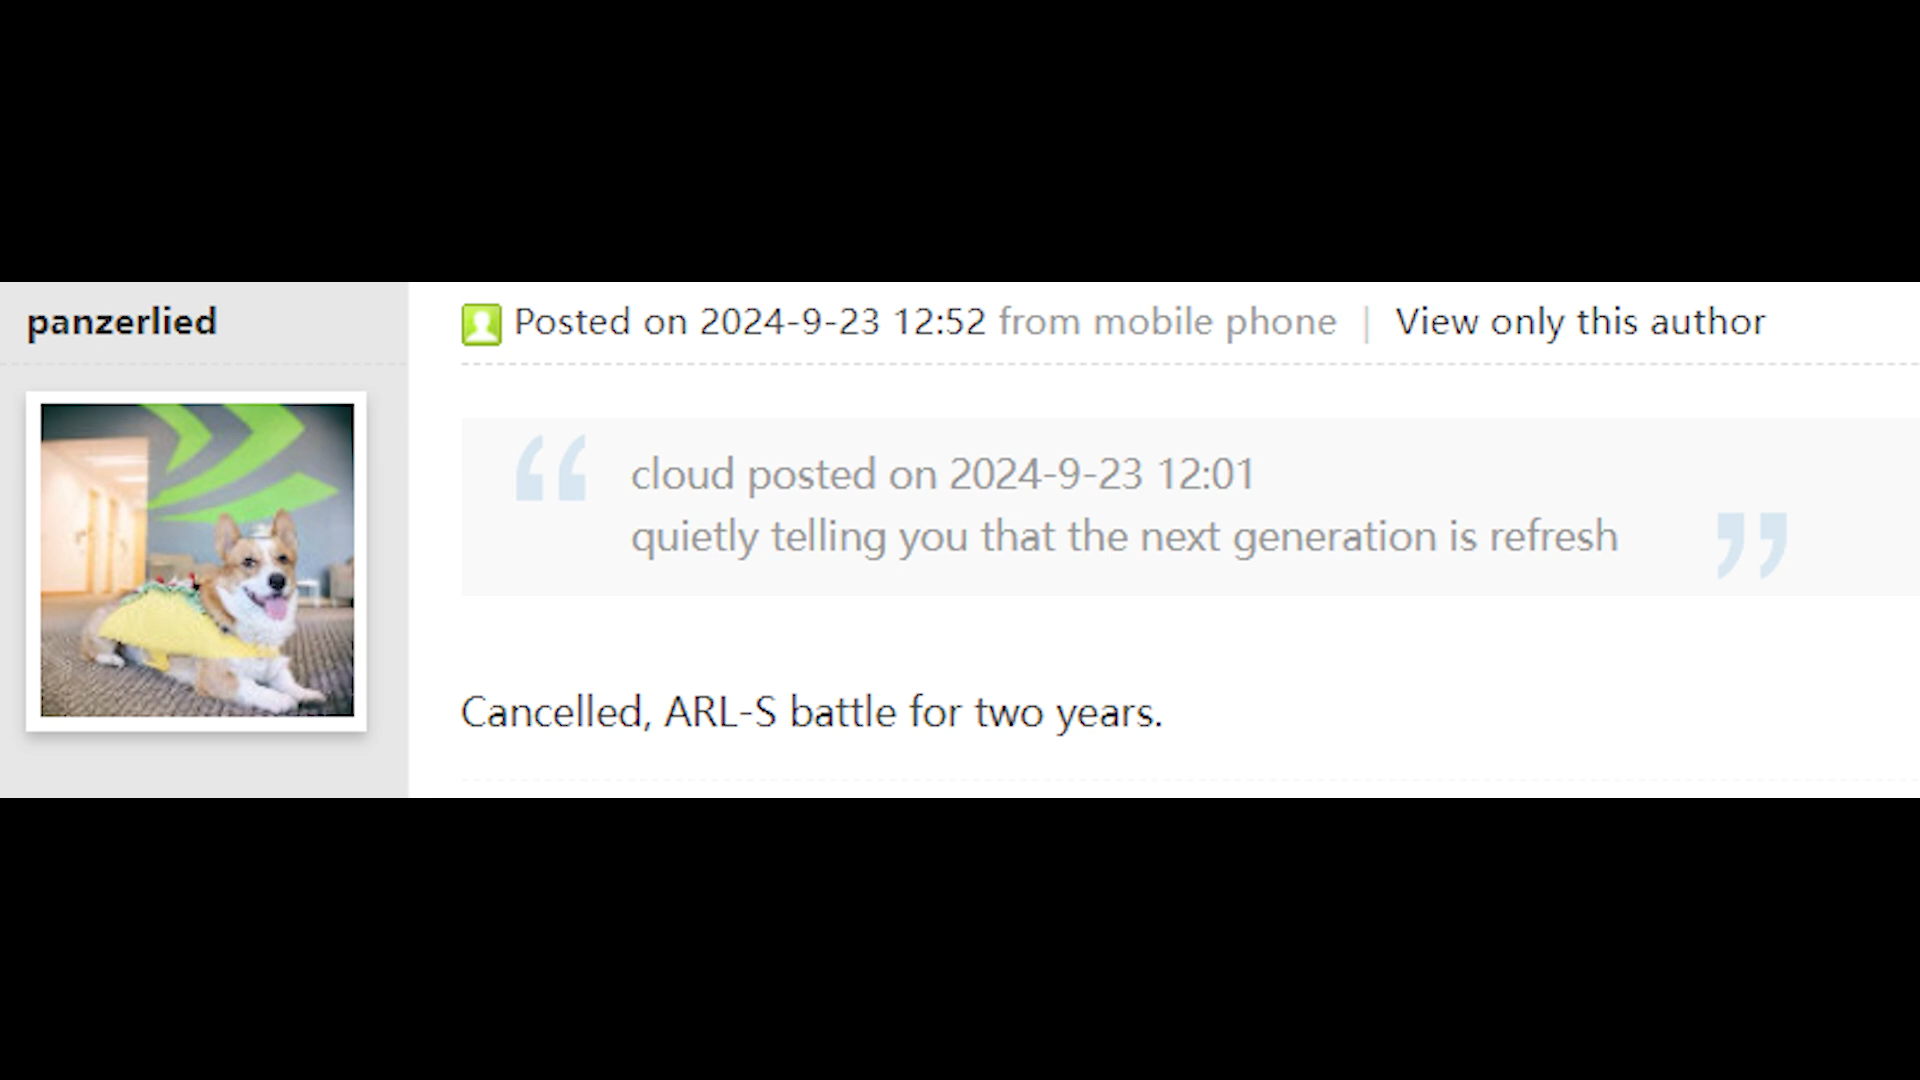 panzerlied
Posted on 2024-9-23 12:52 from mobile phone | View only this author
cloud posted on 2024-9-23 12:01
quietly telling you that the next generation is refresh
Cancelled, ARL-S battle for two years.